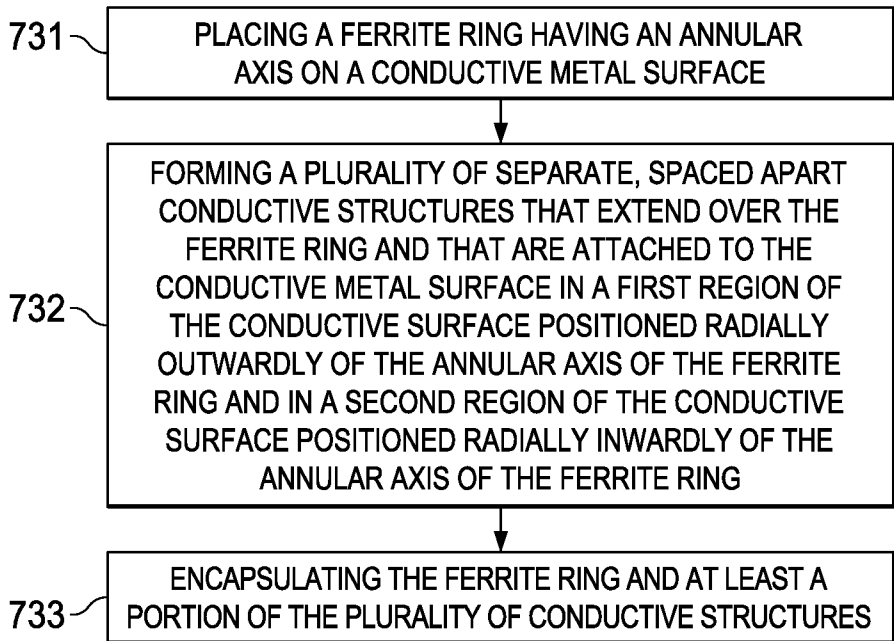 731
PLACING A FERRITE RING HAVING AN ANNULAR
AXIS ON A CONDUCTIVE METAL SURFACE
732
FORMING A PLURALITY OF SEPARATE, SPACED APART
CONDUCTIVE STRUCTURES THAT EXTEND OVER THE
FERRITE RING AND THAT ARE ATTACHED TO THE
CONDUCTIVE METAL SURFACE IN A FIRST REGION OF
THE CONDUCTIVE SURFACE POSITIONED RADIALLY
OUTWARDLY OF THE ANNULAR AXIS OF THE FERRITE
RING AND IN A SECOND REGION OF THE CONDUCTIVE
SURFACE POSITIONED RADIALLY INWARDLY OF THE
ANNULAR AXIS OF THE FERRITE RING
733
ENCAPSULATING THE FERRITE RING AND AT LEAST A
PORTION OF THE PLURALITY OF CONDUCTIVE STRUCTURES